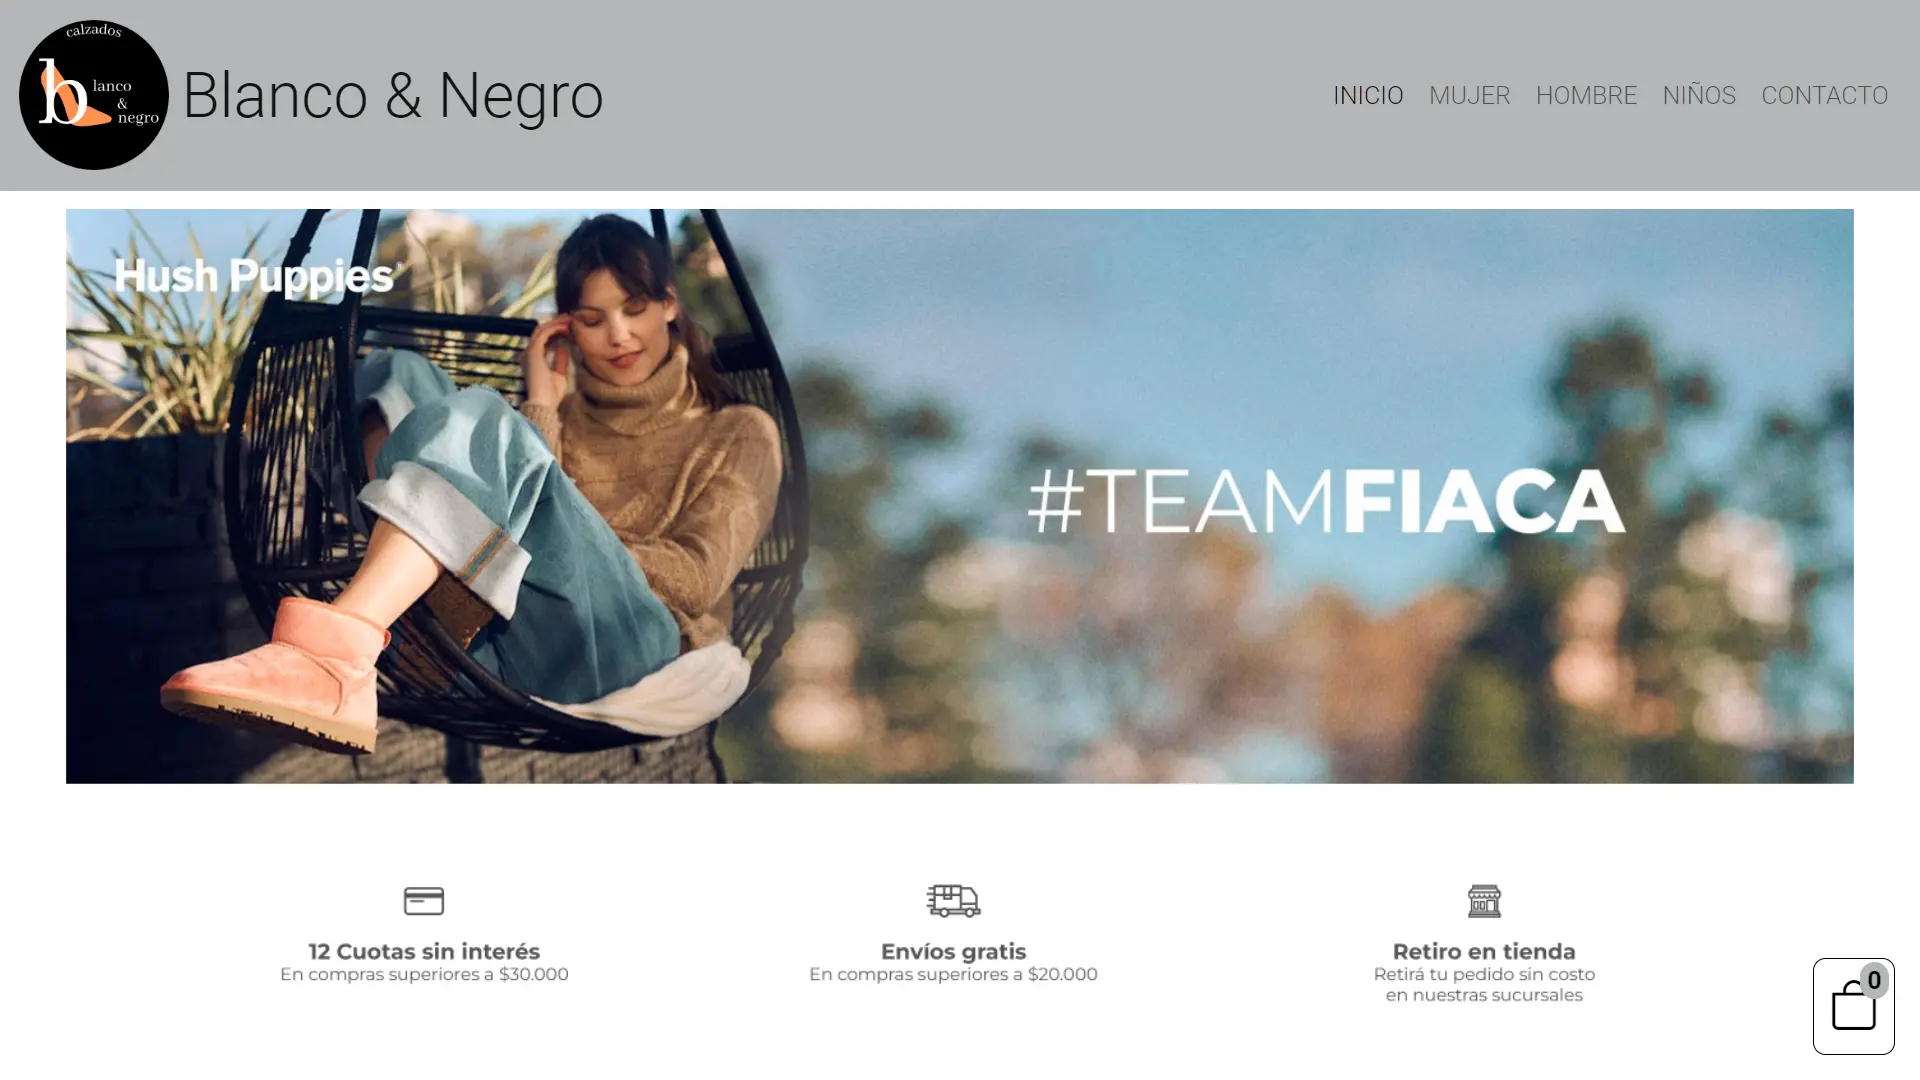 calzados
b lanco
&
negro
Blanco & Negro
INICIO MUJER HOMBRE NIÑOS CONTACTO
Hush Puppies®
#TEAMFIACA
12 Cuotas sin interés
En compras superiores a $30.000
Envíos gratis
En compras superiores a $20.000
Retiro en tienda
Retirá tu pedido sin costo
en nuestras sucursales
0